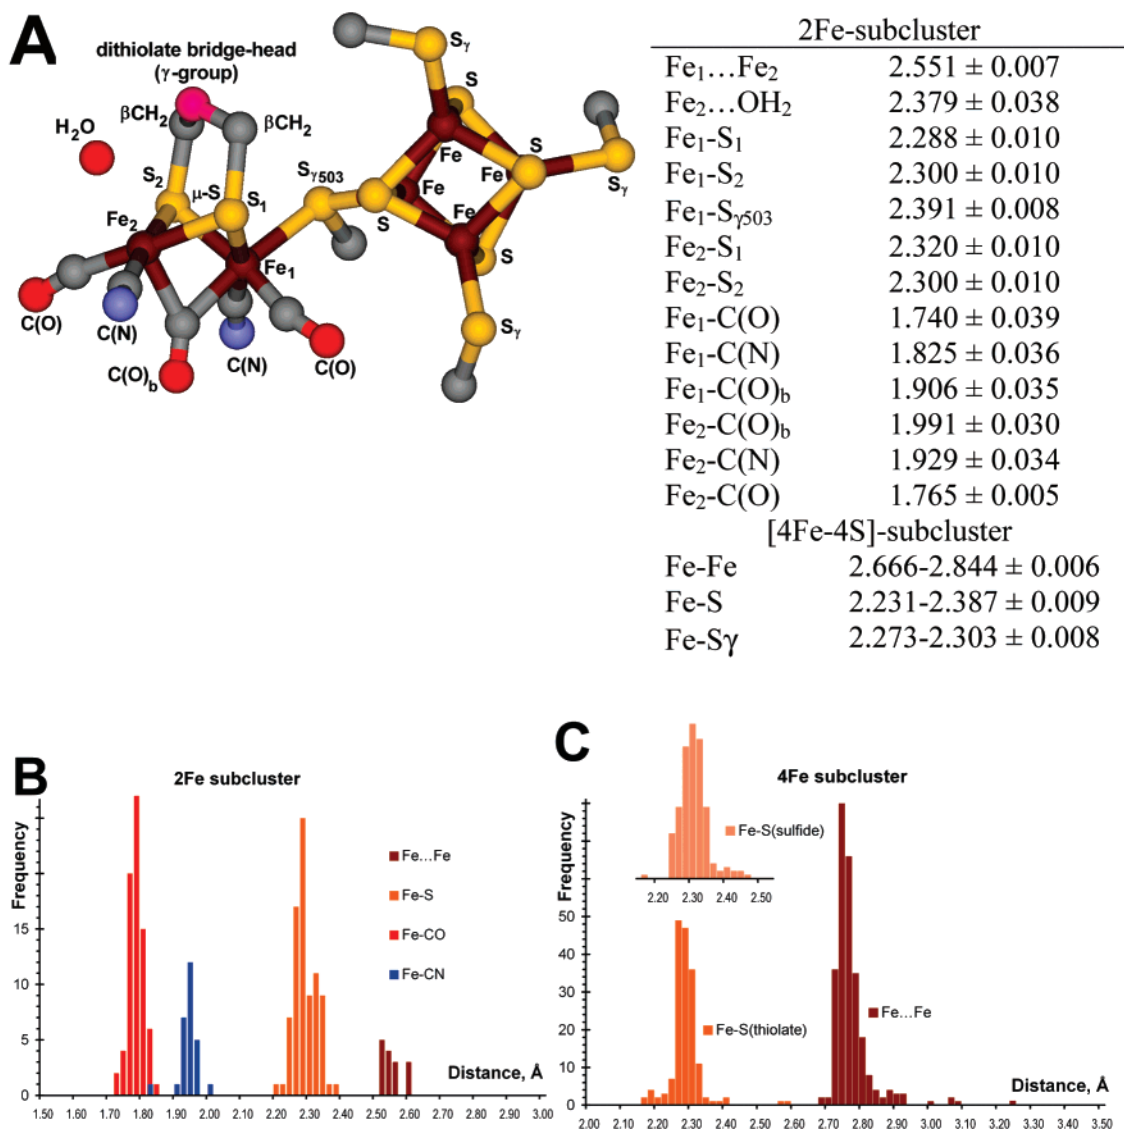 A
dithiolate bridge-head
(γ-group)
βCH2
βCH2
H2O
S2
μ-S
S1
Fe2
Fe1
Sγ503
C(O)
C(N)
C(O)b
C(N)
C(O)
Sγ
S
Fe
Fe
Fe
S
Sγ
Fe
S
S
Sγ
2Fe-subcluster
Fe1...Fe2 2.551 ± 0.007
Fe2...OH2 2.379 ± 0.038
Fe1-S1 2.288 ± 0.010
Fe1-S2 2.300 ± 0.010
Fe1-Sγ503 2.391 ± 0.008
Fe2-S1 2.320 ± 0.010
Fe2-S2 2.300 ± 0.010
Fe1-C(O) 1.740 ± 0.039
Fe1-C(N) 1.825 ± 0.036
Fe1-C(O)b 1.906 ± 0.035
Fe2-C(O)b 1.991 ± 0.030
Fe2-C(N) 1.929 ± 0.034
Fe2-C(O) 1.765 ± 0.005
[4Fe-4S]-subcluster
Fe-Fe 2.666-2.844 ± 0.006
Fe-S 2.231-2.387 ± 0.009
Fe-Sγ 2.273-2.303 ± 0.008
B
2Fe subcluster
Frequency
15
10
5
0
Fe...Fe
Fe-S
Fe-CO
Fe-CN
Distance, Å
1.50 1.60 1.70 1.80 1.90 2.00 2.10 2.20 2.30 2.40 2.50 2.60 2.70 2.80 2.90 3.00
C
4Fe subcluster
Frequency
Fe-S(sulfide)
2.20 2.30 2.40 2.50
50
40
30
20
10
0
Fe-S(thiolate)
Fe...Fe
Distance, Å
2.00 2.10 2.20 2.30 2.40 2.50 2.60 2.70 2.80 2.90 3.00 3.10 3.20 3.30 3.40 3.50